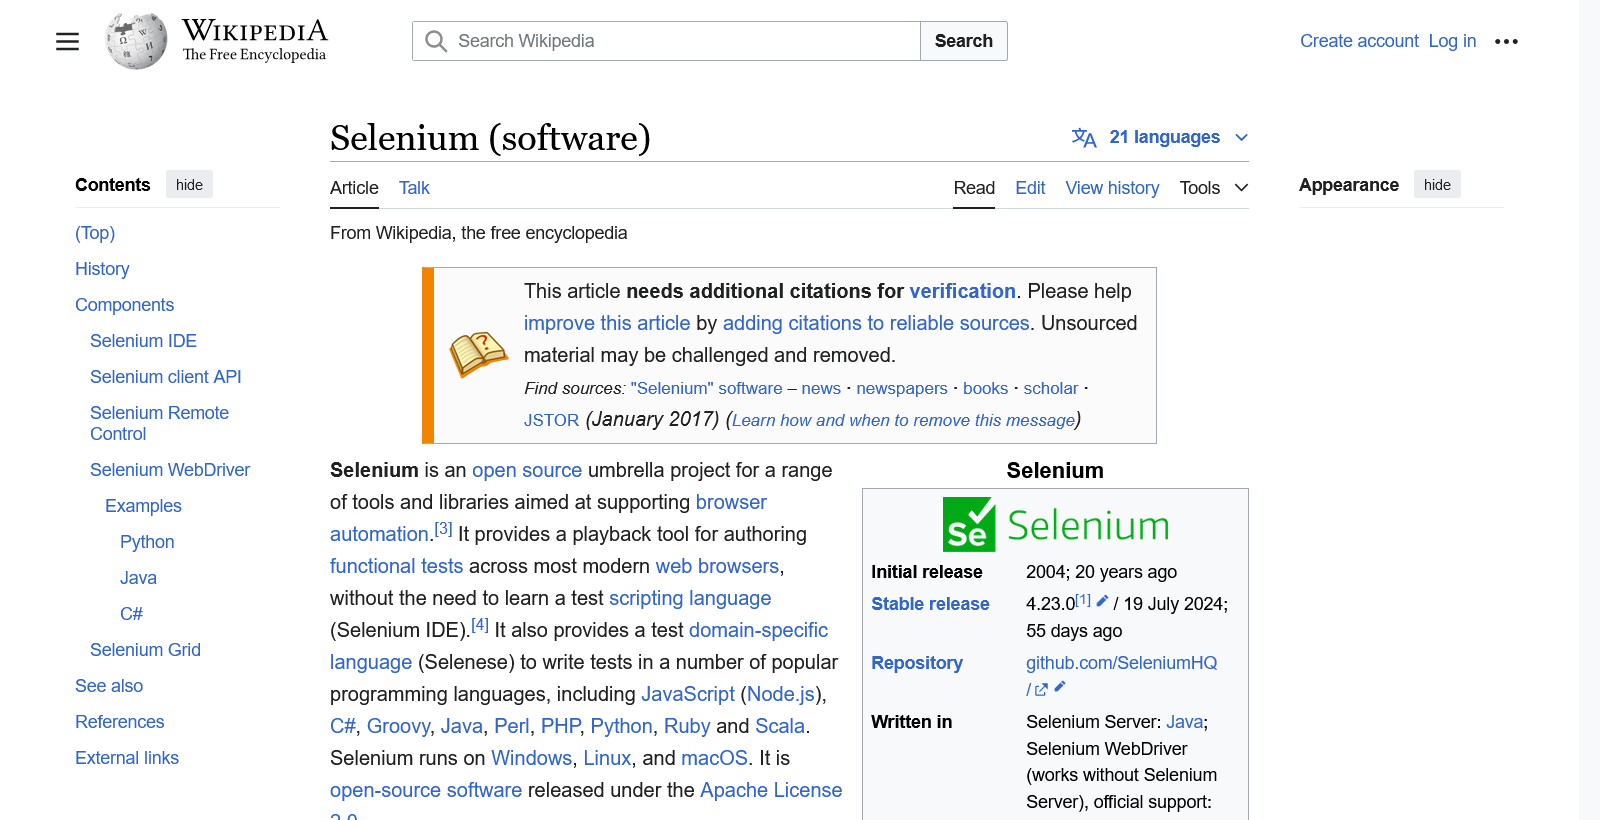 WIKIPEDIA
The Free Encyclopedia
Search Wikipedia
Search
Create account Log in
Selenium (software)
21 languages
Contents hide
(Top)
History
Components
Selenium IDE
Selenium client API
Selenium Remote
Control
Selenium WebDriver
Examples
Python
Java
C#
Selenium Grid
See also
References
External links
Article Talk
Read Edit View history Tools
Appearance hide
From Wikipedia, the free encyclopedia
This article needs additional citations for verification. Please help
improve this article by adding citations to reliable sources. Unsourced
material may be challenged and removed.
Find sources: "Selenium" software – news · newspapers · books · scholar ·
JSTOR (January 2017) (Learn how and when to remove this message)
Selenium is an open source umbrella project for a range
of tools and libraries aimed at supporting browser
automation.[3] It provides a playback tool for authoring
functional tests across most modern web browsers,
without the need to learn a test scripting language
(Selenium IDE).[4] It also provides a test domain-specific
language (Selenese) to write tests in a number of popular
programming languages, including JavaScript (Node.js),
C#, Groovy, Java, Perl, PHP, Python, Ruby and Scala.
Selenium runs on Windows, Linux, and macOS. It is
open-source software released under the Apache License
2.0.
Selenium
Se Selenium
Initial release 2004; 20 years ago
Stable release 4.23.0[1] / 19 July 2024;
55 days ago
Repository github.com/SeleniumHQ
/
Written in Selenium Server: Java;
Selenium WebDriver
(works without Selenium
Server), official support: